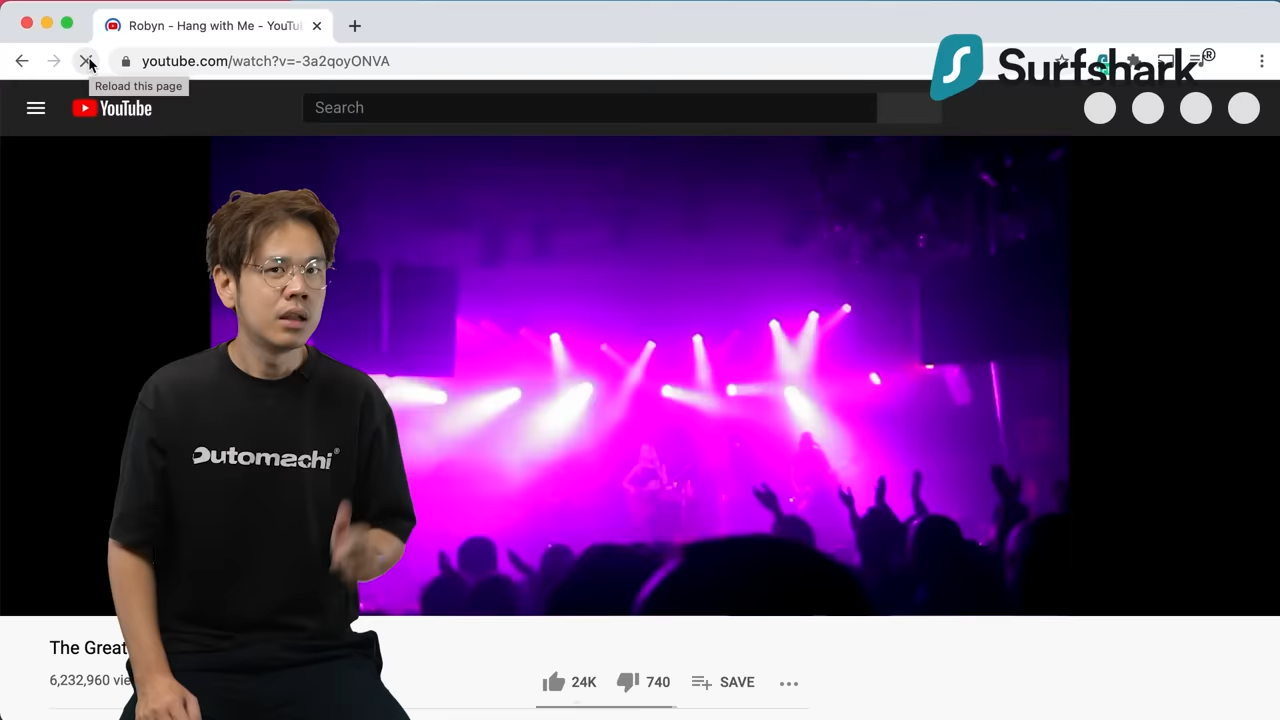 Robyn - Hang with Me - YouTu
youtube.com/watch?v=-3a2qoyONVA
Reload this page
Surfshark®
YouTube
Search
Automachi®
The Great
6,232,960 vie
24K
740
SAVE